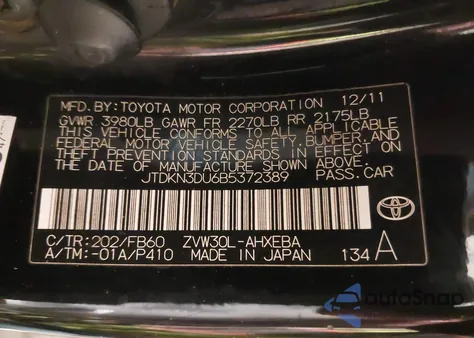 MFD. BY: TOYOTA MOTOR CORPORATION 12/11
GVWR 3980LB GAWR FR 2270LB RR 2175LB
THIS VEHICLE CONFORMS TO ALL APPLICABLE
FEDERAL MOTOR VEHICLE SAFETY, BUMPER, AND
THEFT PREVENTION STANDARDS IN EFFECT ON
THE DATE OF MANUFACTURE SHOWN ABOVE.
JTDKN3DU6B5372389 PASS.CAR
C/TR:202/FB60 ZVW30L-AHXEBA
A/TM:-01A/P410 MADE IN JAPAN 134 A
autoSnap